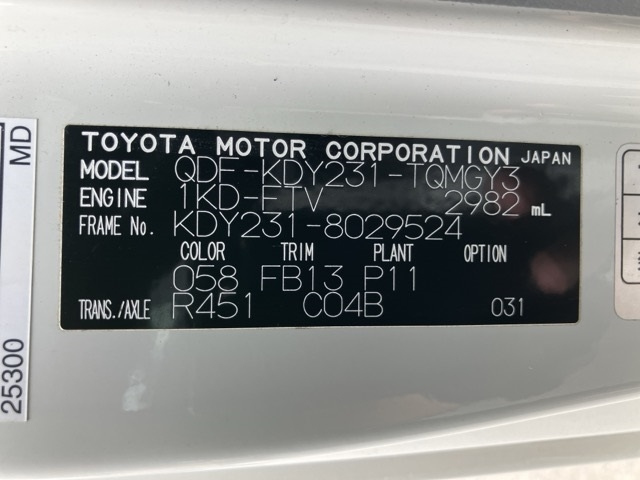 TOYOTA MOTOR CORPORATION JAPAN
MODEL QDF-KDY231-TQMGY3
ENGINE 1KD-FTV 2982 mL
FRAME No. KDY231-8029524
COLOR TRIM PLANT OPTION
058 FB13 P11
TRANS./AXLE R451 C04B 031
25300 MD